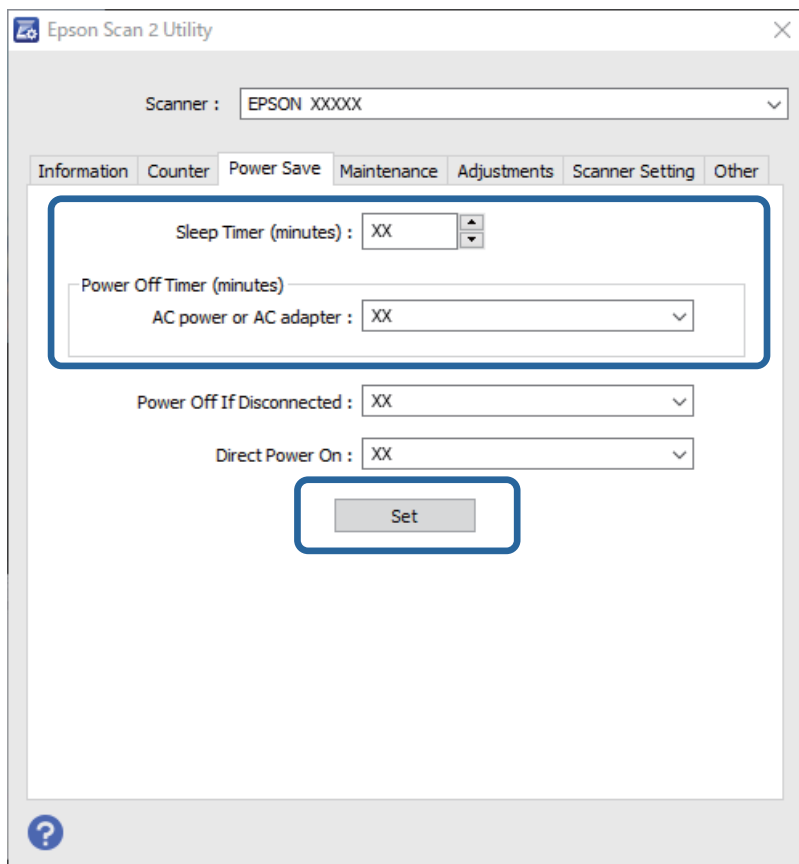 Epson Scan 2 Utility
Scanner : EPSON XXXXX
Information Counter Power Save Maintenance Adjustments Scanner Setting Other
Sleep Timer (minutes) : XX
Power Off Timer (minutes)
AC power or AC adapter : XX
Power Off If Disconnected : XX
Direct Power On : XX
Set
?